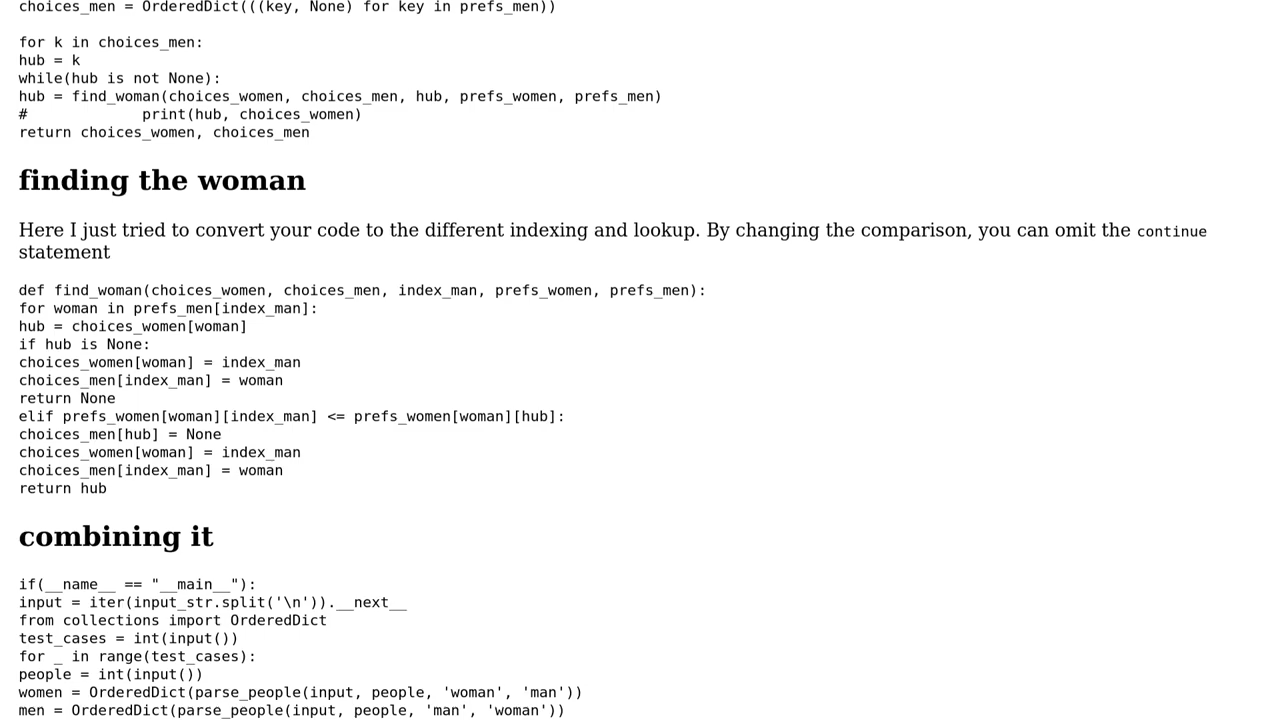 choices_men = OrderedDict(((key, None) for key in prefs_men))
for k in choices_men:
hub = k
while(hub is not None):
hub = find_woman(choices_women, choices_men, hub, prefs_women, prefs_men)
#             print(hub, choices_women)
return choices_women, choices_men
finding the woman
Here I just tried to convert your code to the different indexing and lookup. By changing the comparison, you can omit the continue
statement
def find_woman(choices_women, choices_men, index_man, prefs_women, prefs_men):
for woman in prefs_men[index_man]:
hub = choices_women[woman]
if hub is None:
choices_women[woman] = index_man
choices_men[index_man] = woman
return None
elif prefs_women[woman][index_man] <= prefs_women[woman][hub]:
choices_men[hub] = None
choices_women[woman] = index_man
choices_men[index_man] = woman
return hub
combining it
if(__name__ == "__main__"):
input = iter(input_str.split('\n')).__next__
from collections import OrderedDict
test_cases = int(input())
for _ in range(test_cases):
people = int(input())
women = OrderedDict(parse_people(input, people, 'woman', 'man'))
men = OrderedDict(parse_people(input, people, 'man', 'woman'))